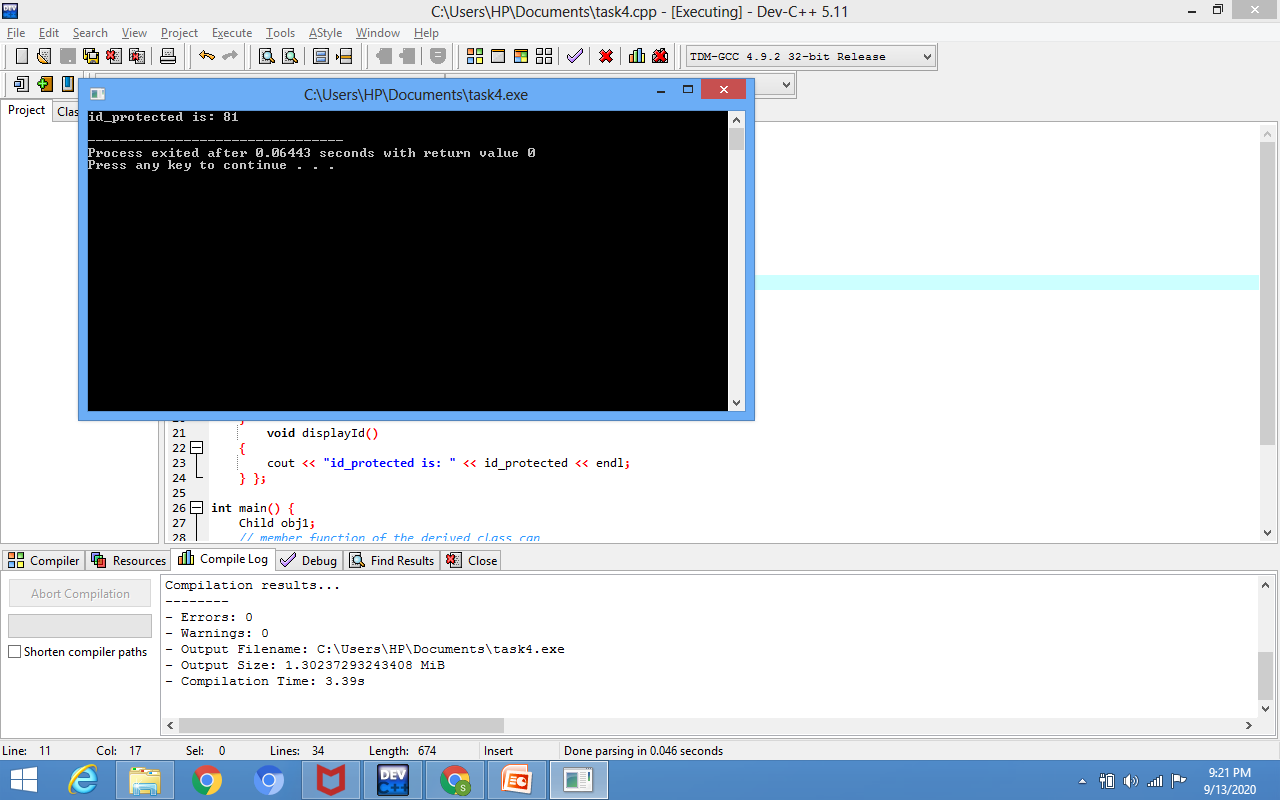 C:\Users\HP\Documents\task4.cpp - [Executing] - Dev-C++ 5.11
File Edit Search View Project Execute Tools AStyle Window Help
TDM-GCC 4.9.2 32-bit Release
C:\Users\HP\Documents\task4.exe
Project
id_protected is: 81
--------------------------------
Process exited after 0.06443 seconds with return value 0
Press any key to continue . . .
21 void displayId()
22 {
23 cout << "id_protected is: " << id_protected << endl;
24 } };
25
26 int main() {
27 Child obj1;
28 // member function of the derived class can
Compiler Resources Compile Log Debug Find Results Close
Abort Compilation
Shorten compiler paths
Compilation results...
--------
- Errors: 0
- Warnings: 0
- Output Filename: C:\Users\HP\Documents\task4.exe
- Output Size: 1.30237293243408 MiB
- Compilation Time: 3.39s
Line: 11 Col: 17 Sel: 0 Lines: 34 Length: 674 Insert Done parsing in 0.046 seconds
DEV
C++
S
9:21 PM
9/13/2020